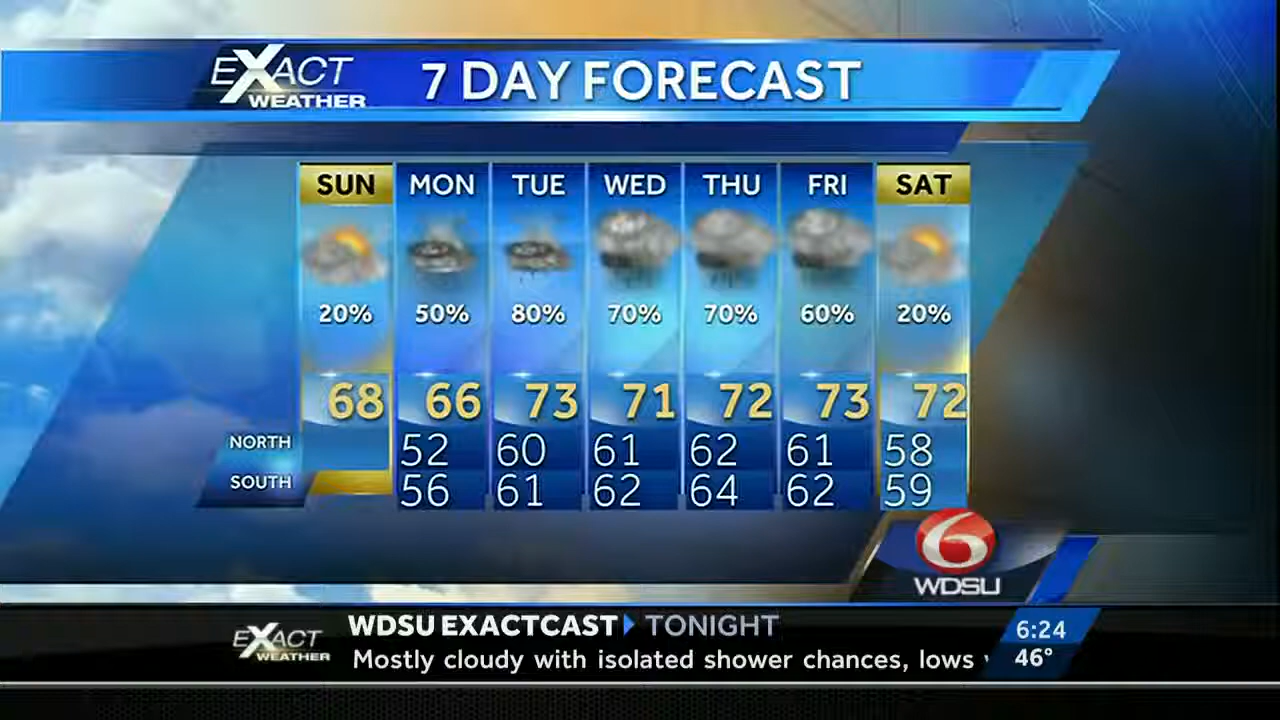 EXACT
WEATHER
7 DAY FORECAST
SUN MON TUE WED THU FRI SAT
20% 50% 80% 70% 70% 60% 20%
68 66 73 71 72 73 72
NORTH 52 60 61 62 61 58
SOUTH 56 61 62 64 62 59
6
WDSU
EXACT
WEATHER
WDSU EXACTCAST TONIGHT
Mostly cloudy with isolated shower chances, lows
6:24
46°